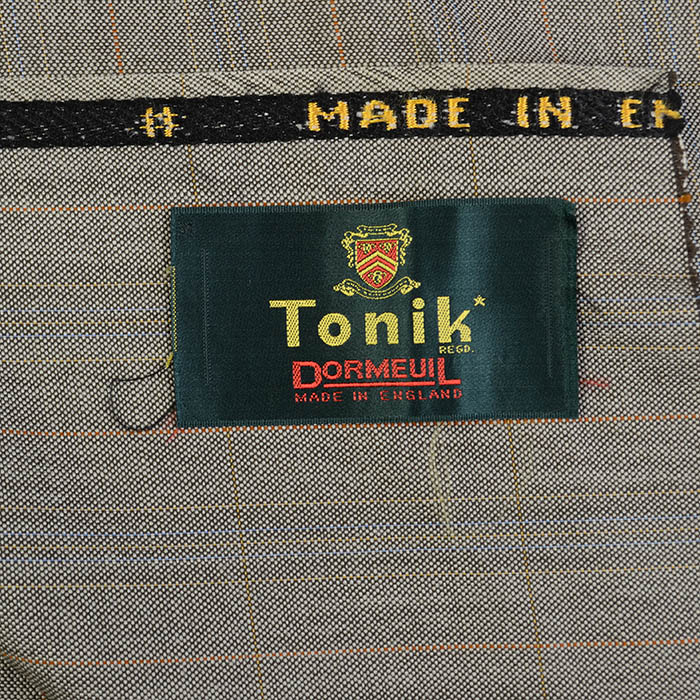 MADE IN EN
Tonik*
REGD.
DORMEUIL
MADE IN ENGLAND